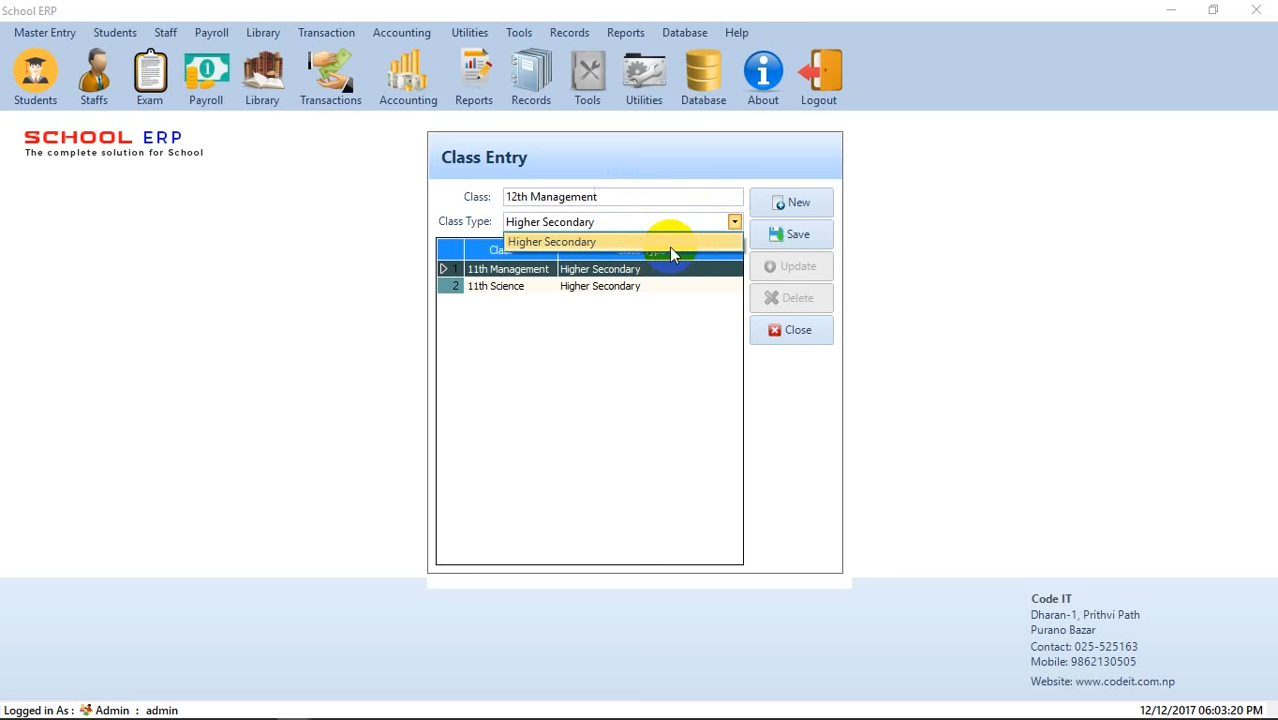 School ERP
Master Entry Students Staff Payroll Library Transaction Accounting Utilities Tools Records Reports Database Help
Students Staffs Exam Payroll Library Transactions Accounting Reports Records Tools Utilities Database About Logout
SCHOOL ERP
The complete solution for School
Class Entry
Class: 12th Management
New
Class Type: Higher Secondary
Save
Higher Secondary
1 11th Management Higher Secondary
Update
2 11th Science Higher Secondary
Delete
Close
Code IT
Dharan-1, Prithvi Path
Purano Bazar
Contact: 025-525163
Mobile: 9862130505
Website: www.codeit.com.np
Logged in As : Admin : admin
12/12/2017 06:03:20 PM